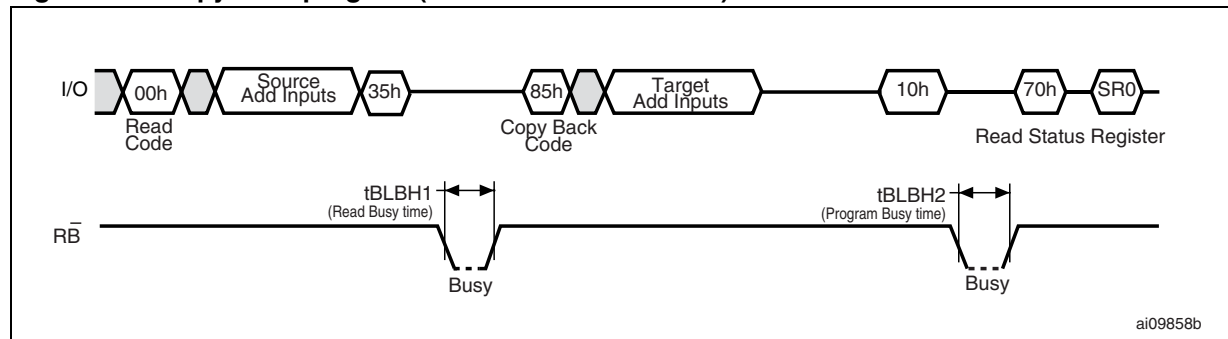 I/O
00h
Source
Add Inputs
35h
85h
Target
Add Inputs
10h
70h
SR0
Read
Code
Copy Back
Code
Read Status Register
tBLBH1
(Read Busy time)
tBLBH2
(Program Busy time)
RB̅
Busy
Busy
ai09858b